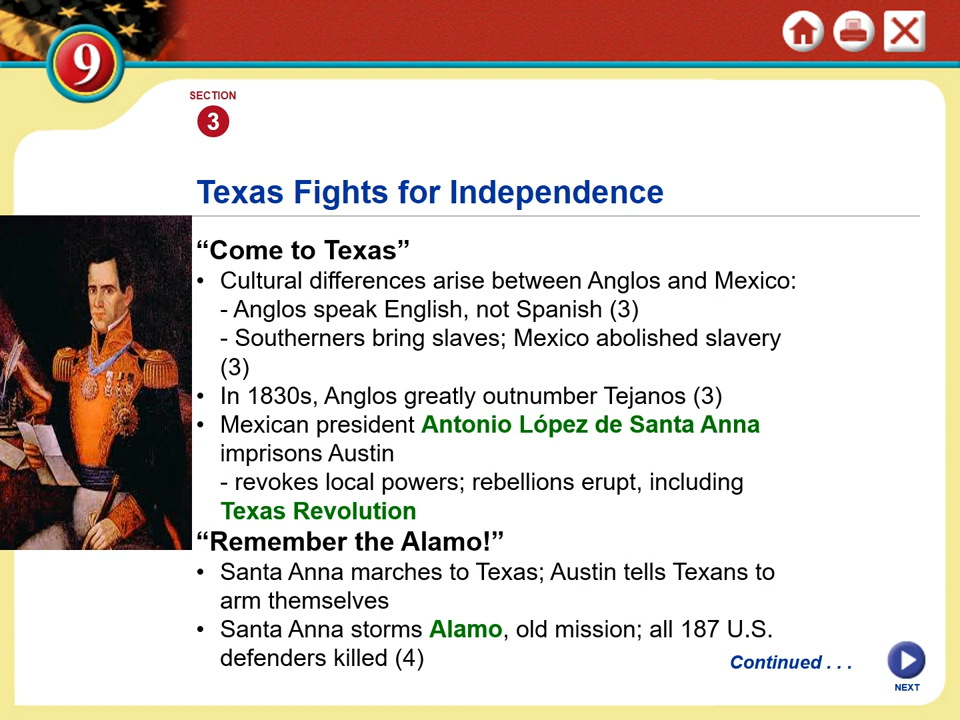 9
SECTION
3
Texas Fights for Independence
“Come to Texas”
• Cultural differences arise between Anglos and Mexico:
- Anglos speak English, not Spanish (3)
- Southerners bring slaves; Mexico abolished slavery
(3)
• In 1830s, Anglos greatly outnumber Tejanos (3)
• Mexican president Antonio López de Santa Anna
imprisons Austin
- revokes local powers; rebellions erupt, including
Texas Revolution
“Remember the Alamo!”
• Santa Anna marches to Texas; Austin tells Texans to
arm themselves
• Santa Anna storms Alamo, old mission; all 187 U.S.
defenders killed (4)
Continued . . .
NEXT